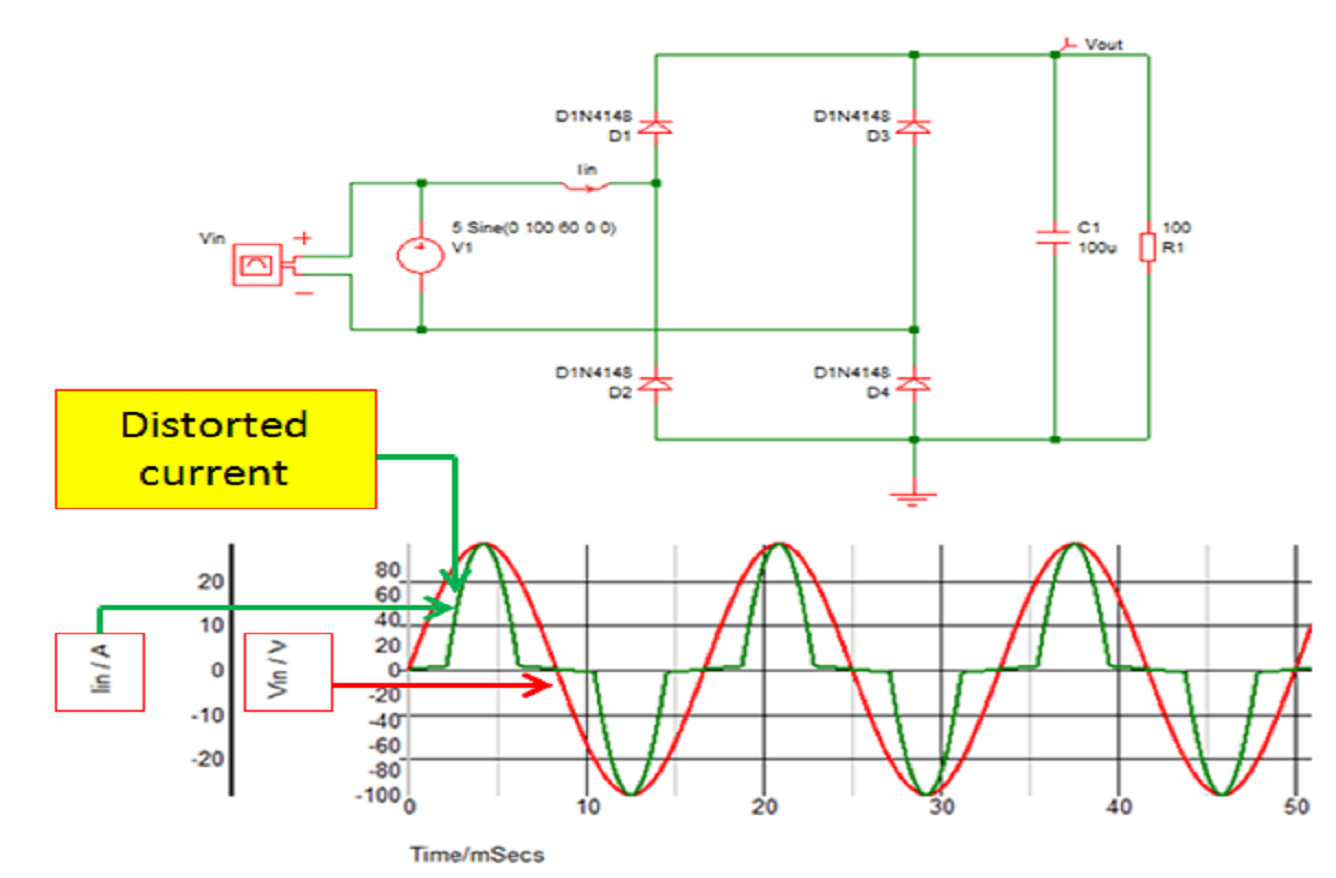 Vout
D1N4148
D1
D1N4148
D3
Iin
Vin
+
5 Sine(0 100 60 0 0)
V1
C1
100u
100
R1
D1N4148
D2
D1N4148
D4
Distorted
current
Iin / A
Vin / V
20
10
0
-10
-20
80
60
40
20
0
-20
-40
-60
-80
-100
0
10
20
30
40
50
Time/mSecs